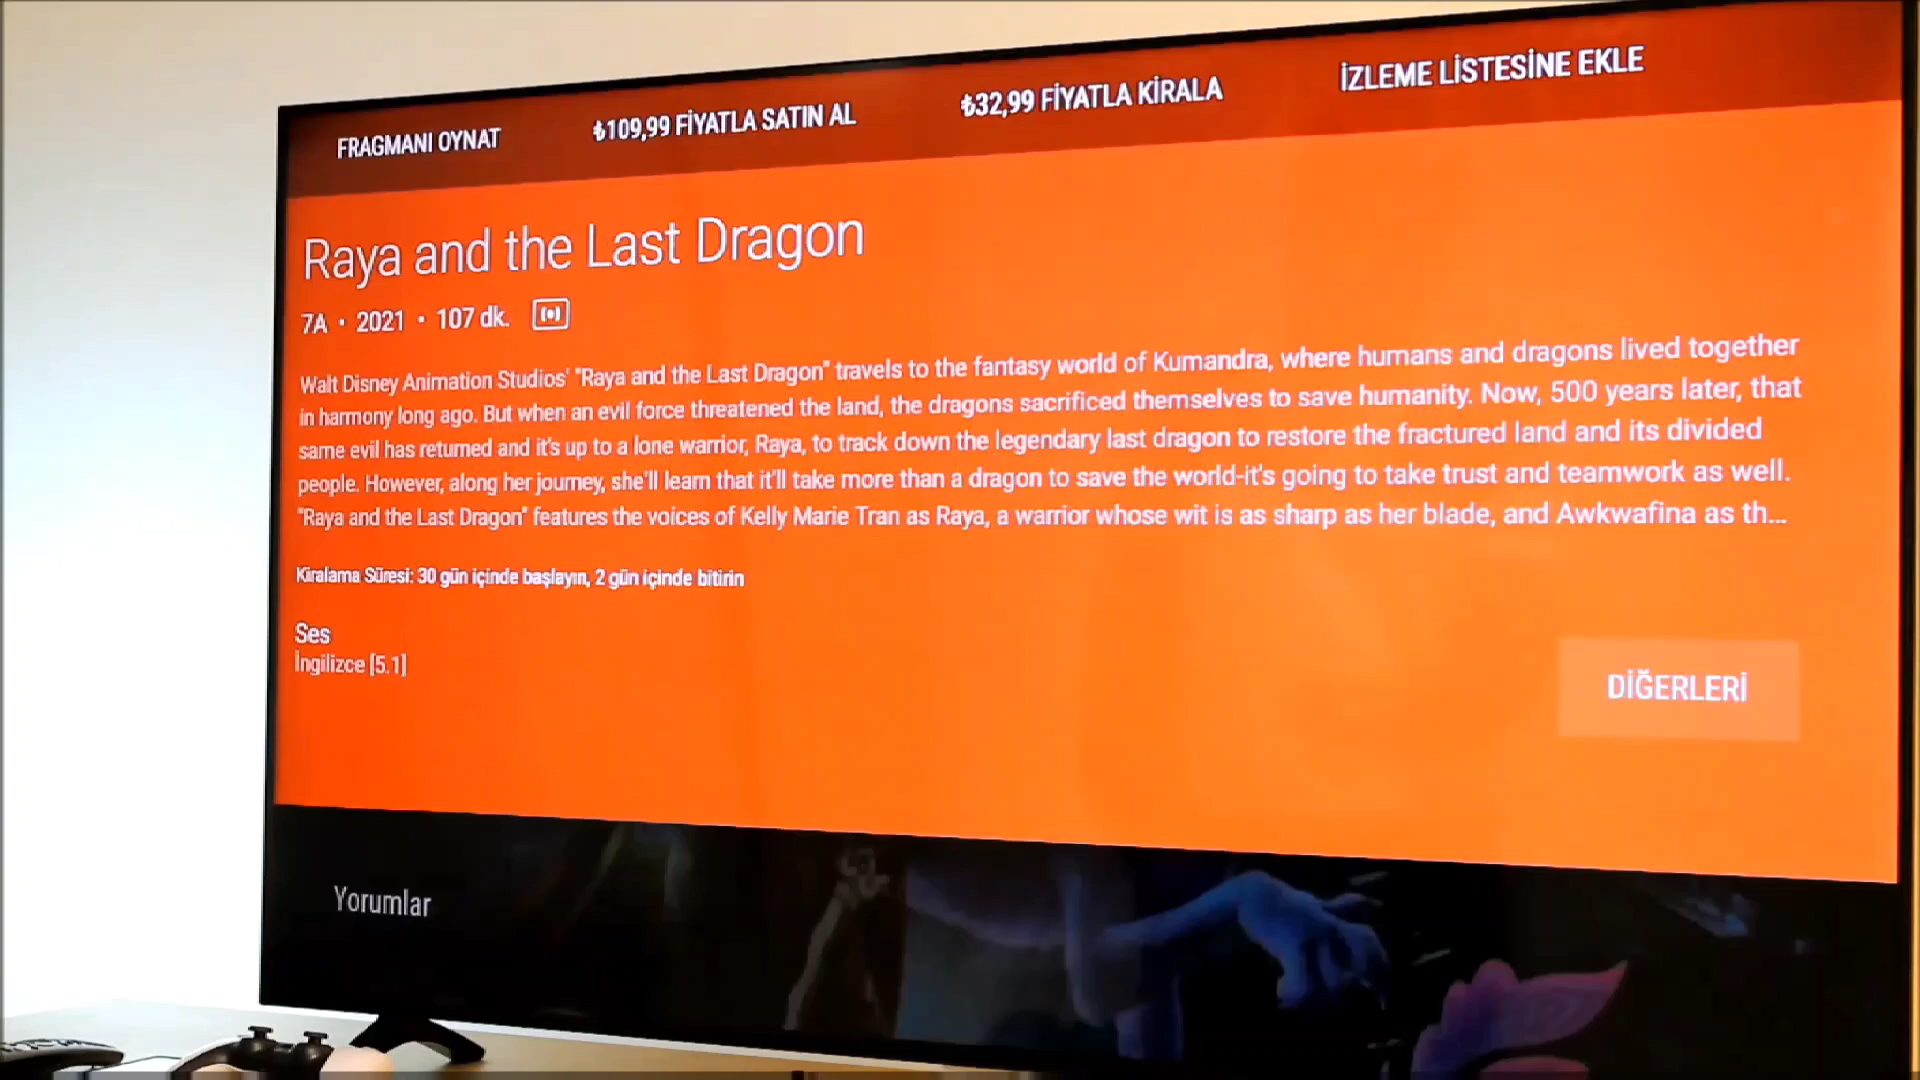 FRAGMANI OYNAT
₺109,99 FİYATLA SATIN AL
₺32,99 FİYATLA KİRALA
İZLEME LİSTESİNE EKLE
Raya and the Last Dragon
7A • 2021 • 107 dk.
Walt Disney Animation Studios' "Raya and the Last Dragon" travels to the fantasy world of Kumandra, where humans and dragons lived together
in harmony long ago. But when an evil force threatened the land, the dragons sacrificed themselves to save humanity. Now, 500 years later, that
same evil has returned and it's up to a lone warrior, Raya, to track down the legendary last dragon to restore the fractured land and its divided
people. However, along her journey, she'll learn that it'll take more than a dragon to save the world-it's going to take trust and teamwork as well.
"Raya and the Last Dragon" features the voices of Kelly Marie Tran as Raya, a warrior whose wit is as sharp as her blade, and Awkwafina as th...
Kiralama Süresi: 30 gün içinde başlayın, 2 gün içinde bitirin
Ses
İngilizce [5.1]
DİĞERLERİ
Yorumlar